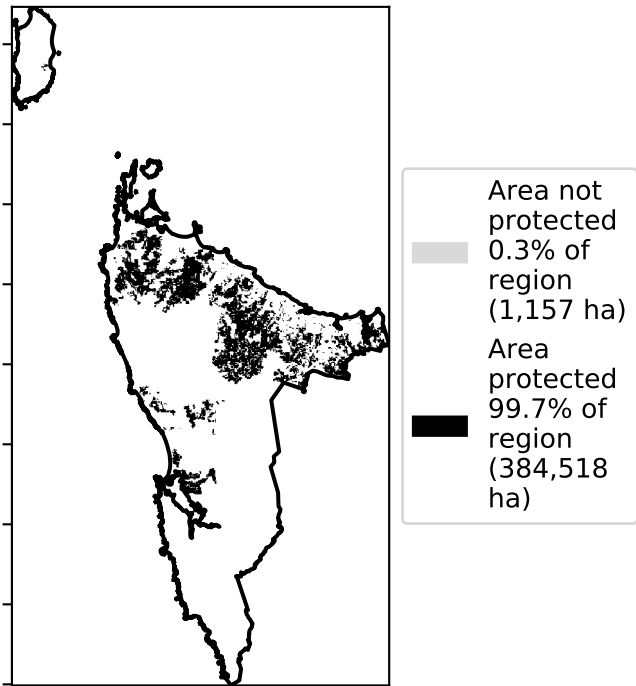 Area not
protected
0.3% of
region
(1,157 ha)
Area
protected
99.7% of
region
(384,518
ha)